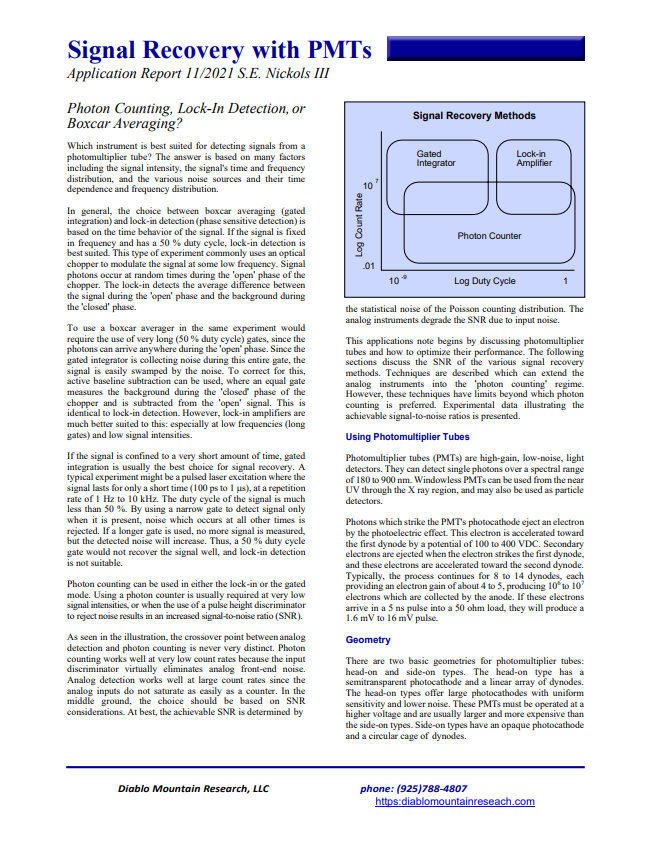 Signal Recovery with PMTs
Application Report 11/2021 S.E. Nickols III
Photon Counting, Lock-In Detection, or
Boxcar Averaging?
Which instrument is best suited for detecting signals from a
photomultiplier tube? The answer is based on many factors
including the signal intensity, the signal's time and frequency
distribution, and the various noise sources and their time
dependence and frequency distribution.
In general, the choice between boxcar averaging (gated
integration) and lock-in detection (phase sensitive detection) is
based on the time behavior of the signal. If the signal is fixed
in frequency and has a 50 % duty cycle, lock-in detection is
best suited. This type of experiment commonly uses an optical
chopper to modulate the signal at some low frequency. Signal
photons occur at random times during the 'open' phase of the
chopper. The lock-in detects the average difference between
the signal during the 'open' phase and the background during
the 'closed' phase.
To use a boxcar averager in the same experiment would
require the use of very long (50 % duty cycle) gates, since the
photons can arrive anywhere during the 'open' phase. Since the
gated integrator is collecting noise during this entire gate, the
signal is easily swamped by the noise. To correct for this,
active baseline subtraction can be used, where an equal gate
measures the background during the 'closed' phase of the
chopper and is subtracted from the 'open' signal. This is
identical to lock-in detection. However, lock-in amplifiers are
much better suited to this: especially at low frequencies (long
gates) and low signal intensities.
If the signal is confined to a very short amount of time, gated
integration is usually the best choice for signal recovery. A
typical experiment might be a pulsed laser excitation where the
signal lasts for only a short time (100 ps to 1 µs), at a repetition
rate of 1 Hz to 10 kHz. The duty cycle of the signal is much
less than 50 %. By using a narrow gate to detect signal only
when it is present, noise which occurs at all other times is
rejected. If a longer gate is used, no more signal is measured,
but the detected noise will increase. Thus, a 50 % duty cycle
gate would not recover the signal well, and lock-in detection
is not suitable.
Photon counting can be used in either the lock-in or the gated
mode. Using a photon counter is usually required at very low
signal intensities, or when the use of a pulse height discriminator
to reject noise results in an increased signal-to-noise ratio (SNR).
As seen in the illustration, the crossover point between analog
detection and photon counting is never very distinct. Photon
counting works well at very low count rates because the input
discriminator virtually eliminates analog front-end noise.
Analog detection works well at large count rates since the
analog inputs do not saturate as easily as a counter. In the
middle ground, the choice should be based on SNR
considerations. At best, the achievable SNR is determined by
Signal Recovery Methods
Gated
Integrator
Lock-in
Amplifier
10 7
Log Count Rate
Photon Counter
.01
10 -9
Log Duty Cycle
1
the statistical noise of the Poisson counting distribution. The
analog instruments degrade the SNR due to input noise.
This applications note begins by discussing photomultiplier
tubes and how to optimize their performance. The following
sections discuss the SNR of the various signal recovery
methods. Techniques are described which can extend the
analog instruments into the 'photon counting' regime.
However, these techniques have limits beyond which photon
counting is preferred. Experimental data illustrating the
achievable signal-to-noise ratios is presented.
Using Photomultiplier Tubes
Photomultiplier tubes (PMTs) are high-gain, low-noise, light
detectors. They can detect single photons over a spectral range
of 180 to 900 nm. Windowless PMTs can be used from the near
UV through the X ray region, and may also be used as particle
detectors.
Photons which strike the PMT's photocathode eject an electron
by the photoelectric effect. This electron is accelerated toward
the first dynode by a potential of 100 to 400 VDC. Secondary
electrons are ejected when the electron strikes the first dynode,
and these electrons are accelerated toward the second dynode.
Typically, the process continues for 8 to 14 dynodes, each
providing an electron gain of about 4 to 5, producing 10⁶ to 10⁷
electrons which are collected by the anode. If these electrons
arrive in a 5 ns pulse into a 50 ohm load, they will produce a
1.6 mV to 16 mV pulse.
Geometry
There are two basic geometries for photomultiplier tubes:
head-on and side-on types. The head-on type has a
semitransparent photocathode and a linear array of dynodes.
The head-on types offer large photocathodes with uniform
sensitivity and lower noise. These PMTs must be operated at a
higher voltage and are usually larger and more expensive than
the side-on types. Side-on types have an opaque photocathode
and a circular cage of dynodes.
Diablo Mountain Research, LLC
phone: (925)788-4807
https:diablomountainreseach.com